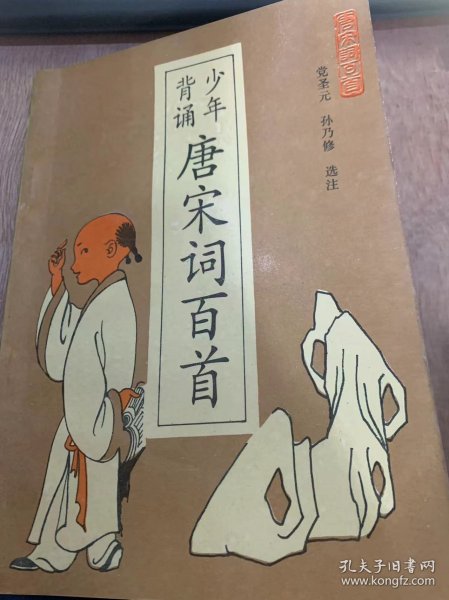 少年
背诵
唐宋词百首
党圣元 孙乃修 选注
孔夫子旧书网
www.kongfz.com